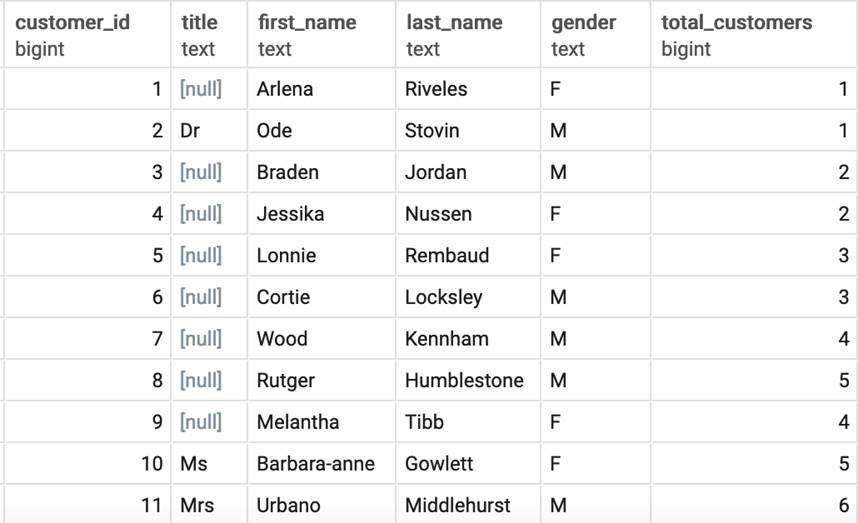 customer_id title first_name last_name gender total_customers
bigint text text text text bigint
1 [null] Arlena Riveles F 1
2 Dr Ode Stovin M 1
3 [null] Braden Jordan M 2
4 [null] Jessika Nussen F 2
5 [null] Lonnie Rembaud F 3
6 [null] Cortie Locksley M 3
7 [null] Wood Kennham M 4
8 [null] Rutger Humblestone M 5
9 [null] Melantha Tibb F 4
10 Ms Barbara-anne Gowlett F 5
11 Mrs Urbano Middlehurst M 6